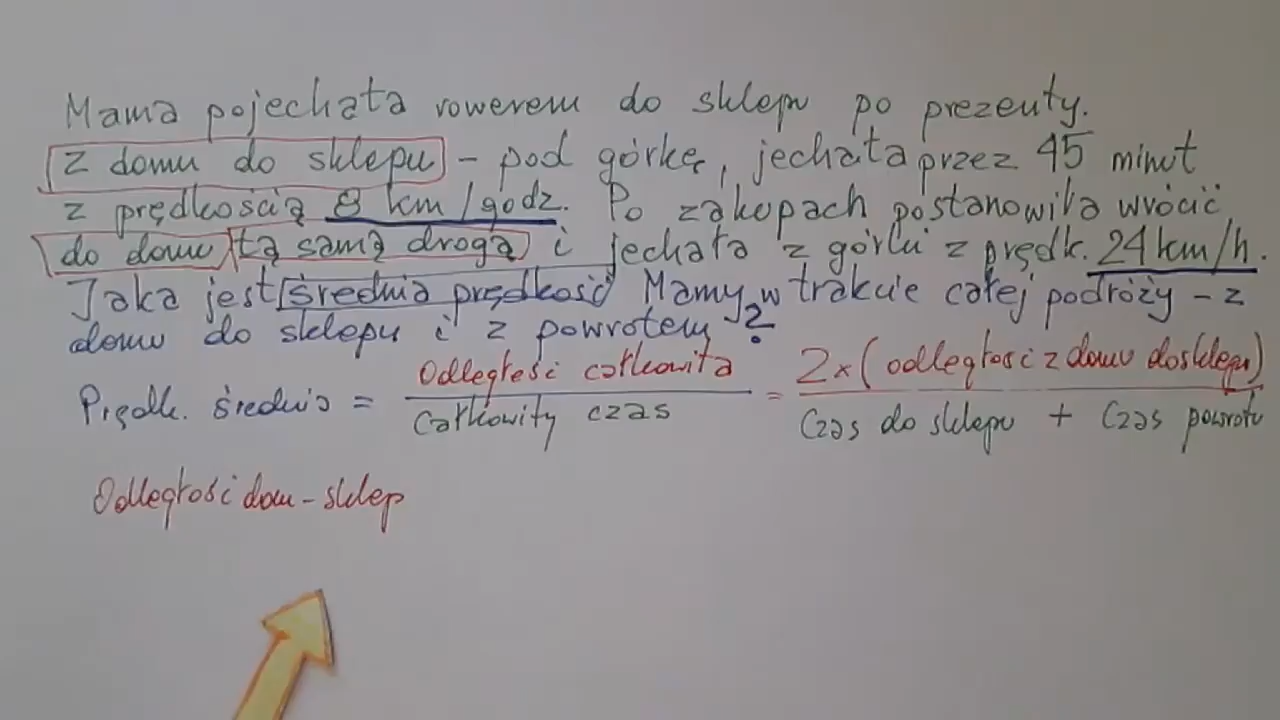 Mama pojechała rowerem do sklepu po prezenty.
Z domu do sklepu - pod górkę, jechała przez 45 minut
z prędkością 8 km/godz. Po zakupach postanowiła wrócić
do domu tą samą drogą i jechała z górki z prędk. 24 km/h.
Jaka jest średnia prędkość Mamy w trakcie całej podróży - z
domu do sklepu i z powrotem?
Prędk. średnia = Odległość całkowita / Całkowity czas = 2x (odległość z domu do sklepu) / Czas do sklepu + Czas powrotu
Odległość dom - sklep